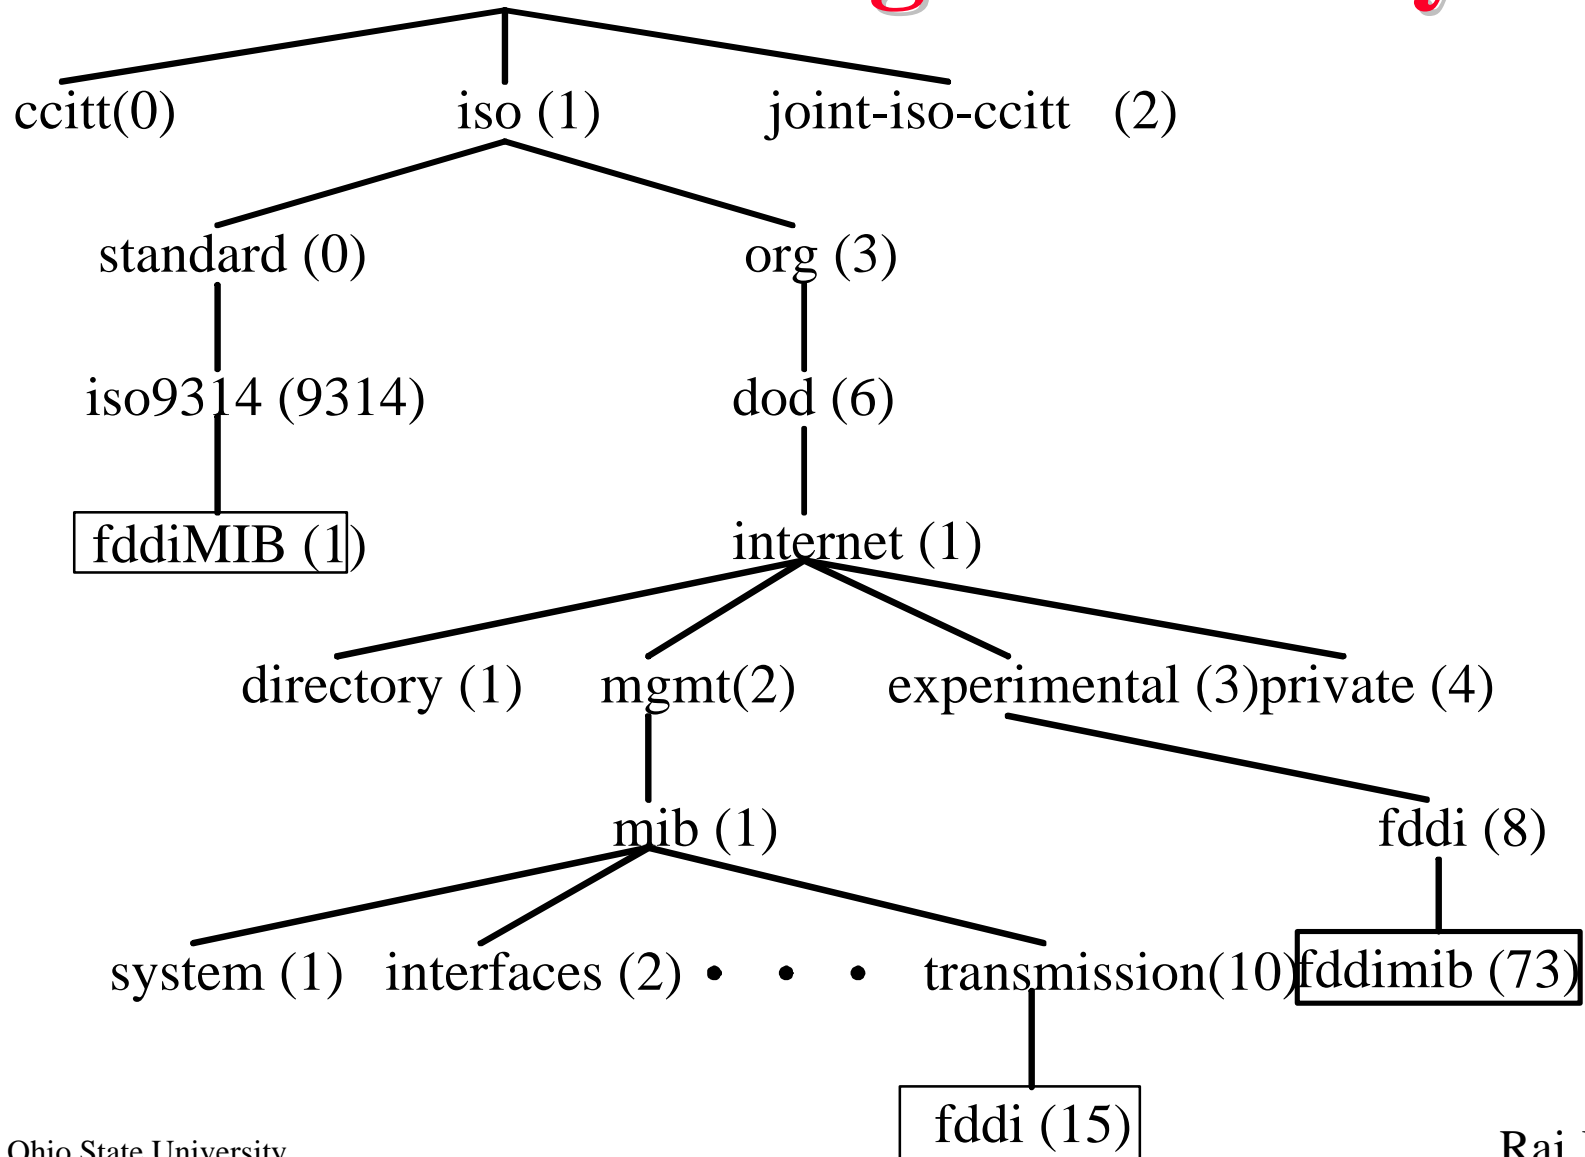 ccitt(0) iso (1) joint-iso-ccitt (2)
standard (0) org (3)
iso9314 (9314) dod (6)
fddiMIB (1) internet (1)
directory (1) mgmt(2) experimental (3)private (4)
mib (1) fddi (8)
system (1) interfaces (2) • • • transmission(10) fddimib (73)
fddi (15)
Ohio State University Raj